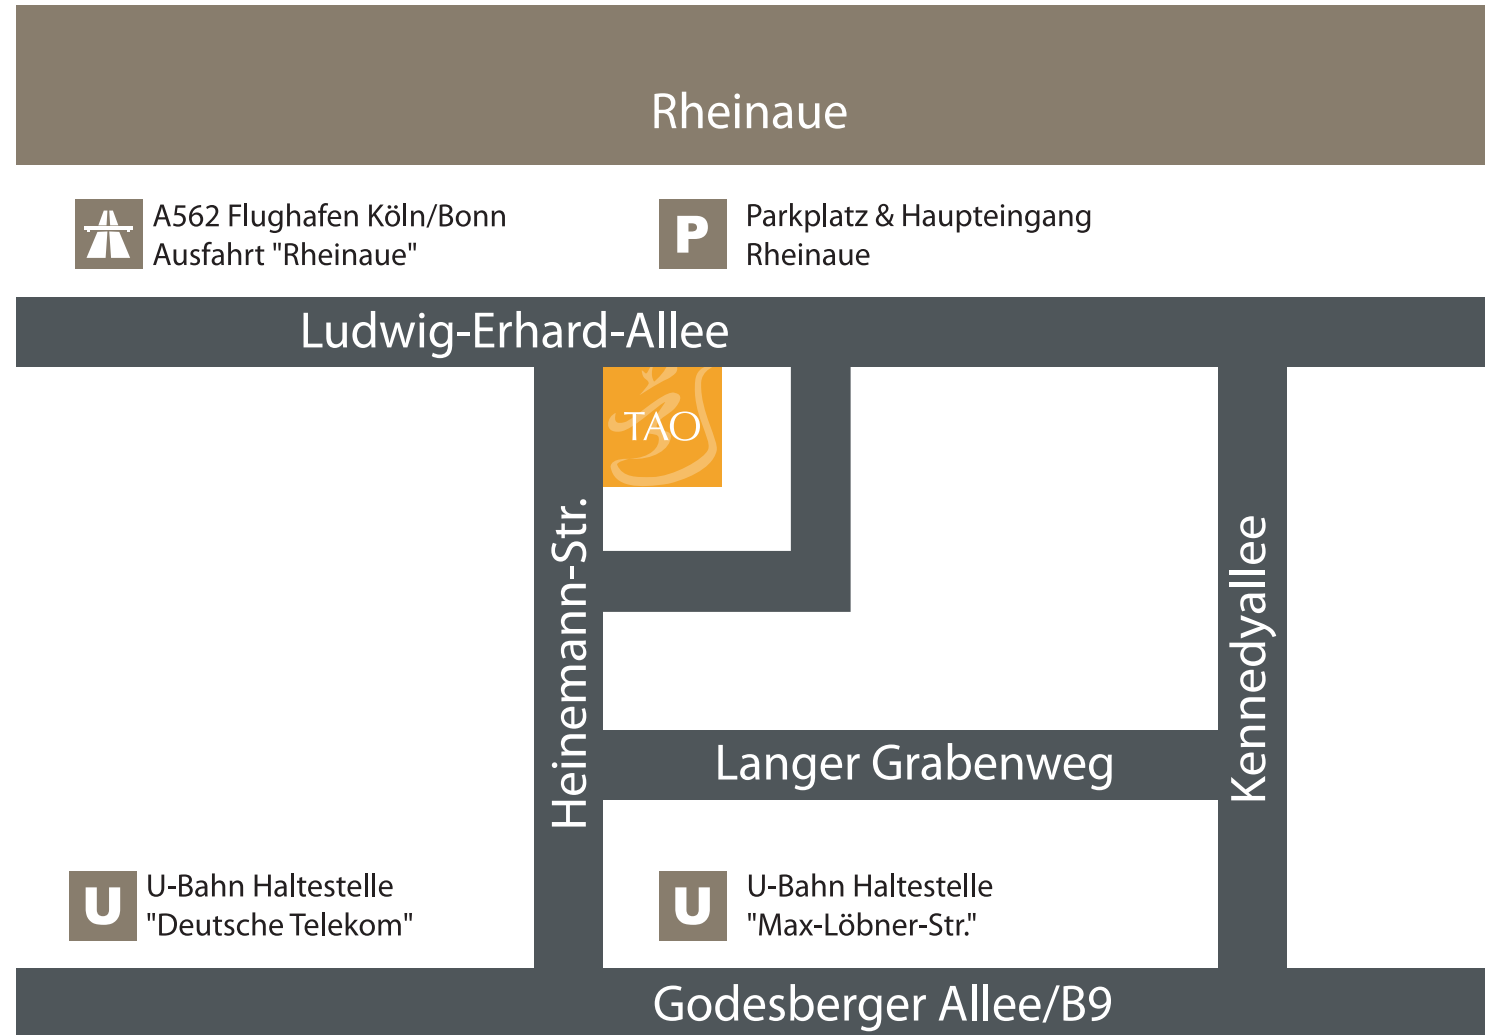 Rheinaue
A562 Flughafen Köln/Bonn
Ausfahrt "Rheinaue"
P
Parkplatz & Haupteingang
Rheinaue
Ludwig-Erhard-Allee
TAO
Heinemann-Str.
Kennedyallee
Langer Grabenweg
U
U-Bahn Haltestelle
"Deutsche Telekom"
U
U-Bahn Haltestelle
"Max-Löbner-Str."
Godesberger Allee/B9